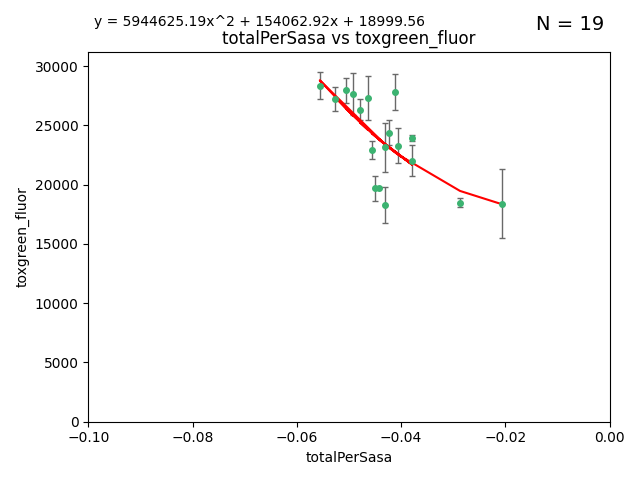 y = 5944625.19x^2 + 154062.92x + 18999.56
N = 19
totalPerSasa vs toxgreen_fluor
30000
25000
20000
15000
10000
5000
0
toxgreen_fluor
−0.10
−0.08
−0.06
−0.04
−0.02
0.00
totalPerSasa